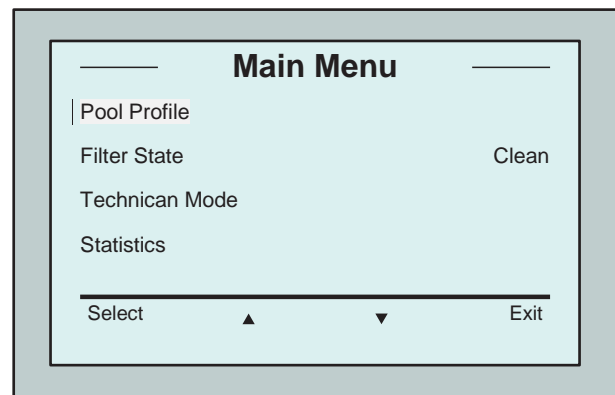 Main Menu
Pool Profile
Filter State Clean
Technican Mode
Statistics
Select ▲ ▼ Exit